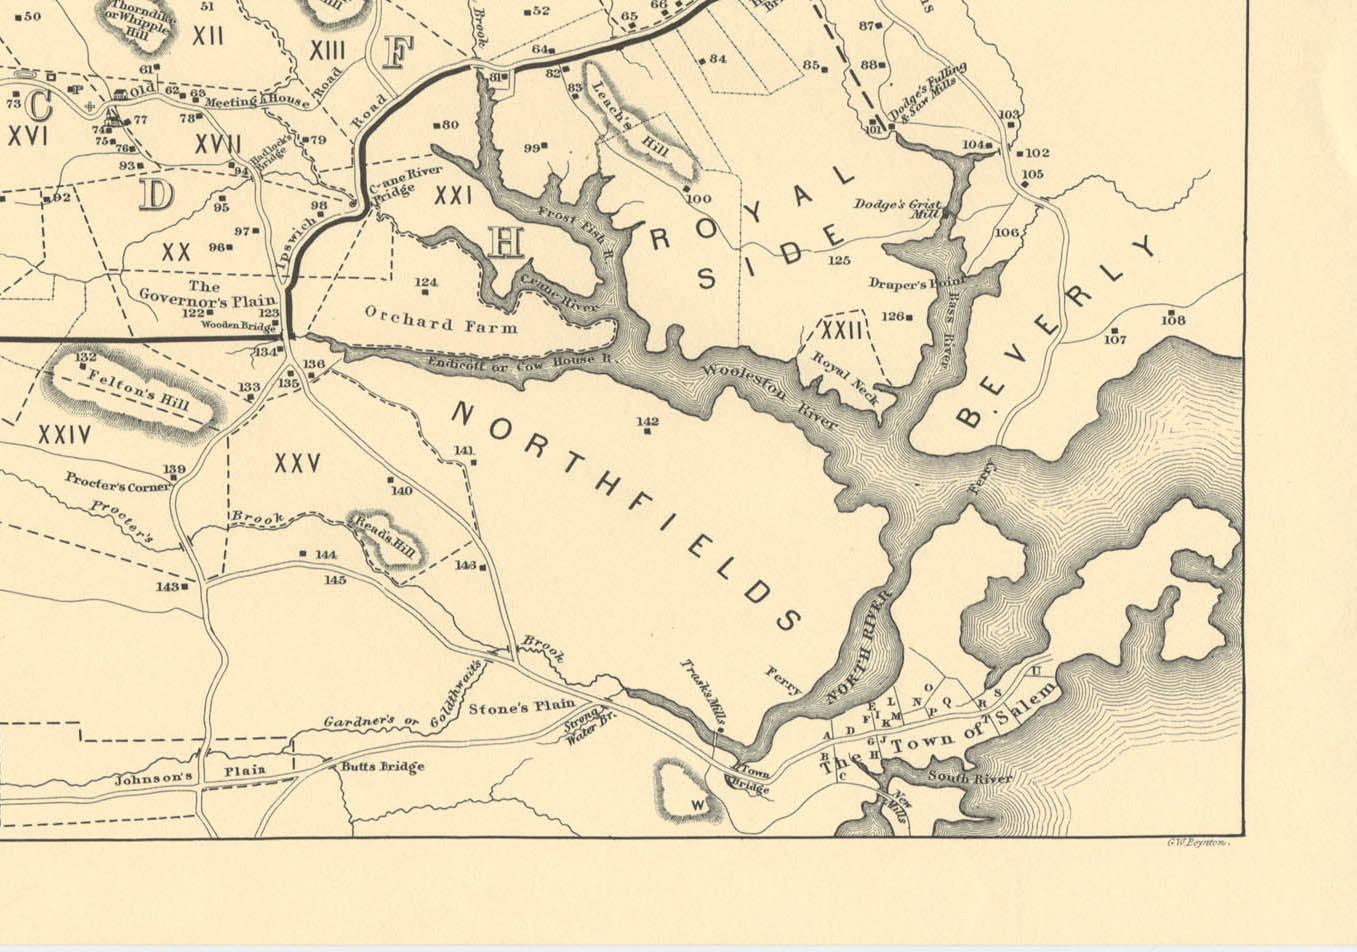 50
Thorndike
or Whipple
Hill
51
XII
XIII
Hill
F
Brook
52
65
66
64
81
82
83
84
85
87
88
61
P
Old
62
63
Meeting House Road
Road
73
C
XVI
74
75
76
77
78
XVII
79
80
99
Leach's Hill
Dodge's Fulling
& Saw Mills
101
103
104
102
105
93
94
Hadlock's
Bridge
Crane River
Bridge
XXI
100
92
D
95
98
97
96
XX
Ipswich
H
Frost Fish R.
ROYAL
SIDE
Dodge's Grist
Mill
106
125
The
Governor's Plain
122
123
Wooden Bridge
124
Crane River
Orchard Farm
Draper's Point
Bass River
BEVERLY
126
XXII
107
108
134
Endicott or Cow House R.
Wooleston River
Royal Neck
132
Felton's Hill
133
135
136
XXIV
NORTHFIELDS
142
XXV
141
139
Procter's Corner
140
Ferry
Procter's
Brook
Read's Hill
144
145
146
143
Brook
Trask's Mills
Ferry
NORTH RIVER
Goldthwait's
Gardner's or
Stone's Plain
Strong
Water Br.
Johnson's Plain
Butts Bridge
Town
Bridge
W
A
B
C
D
E
F
G
H
I
J
K
L
M
N
O
P
Q
R
S
T
U
The Town of Salem
South River
New
Mills
G.W. Boynton.